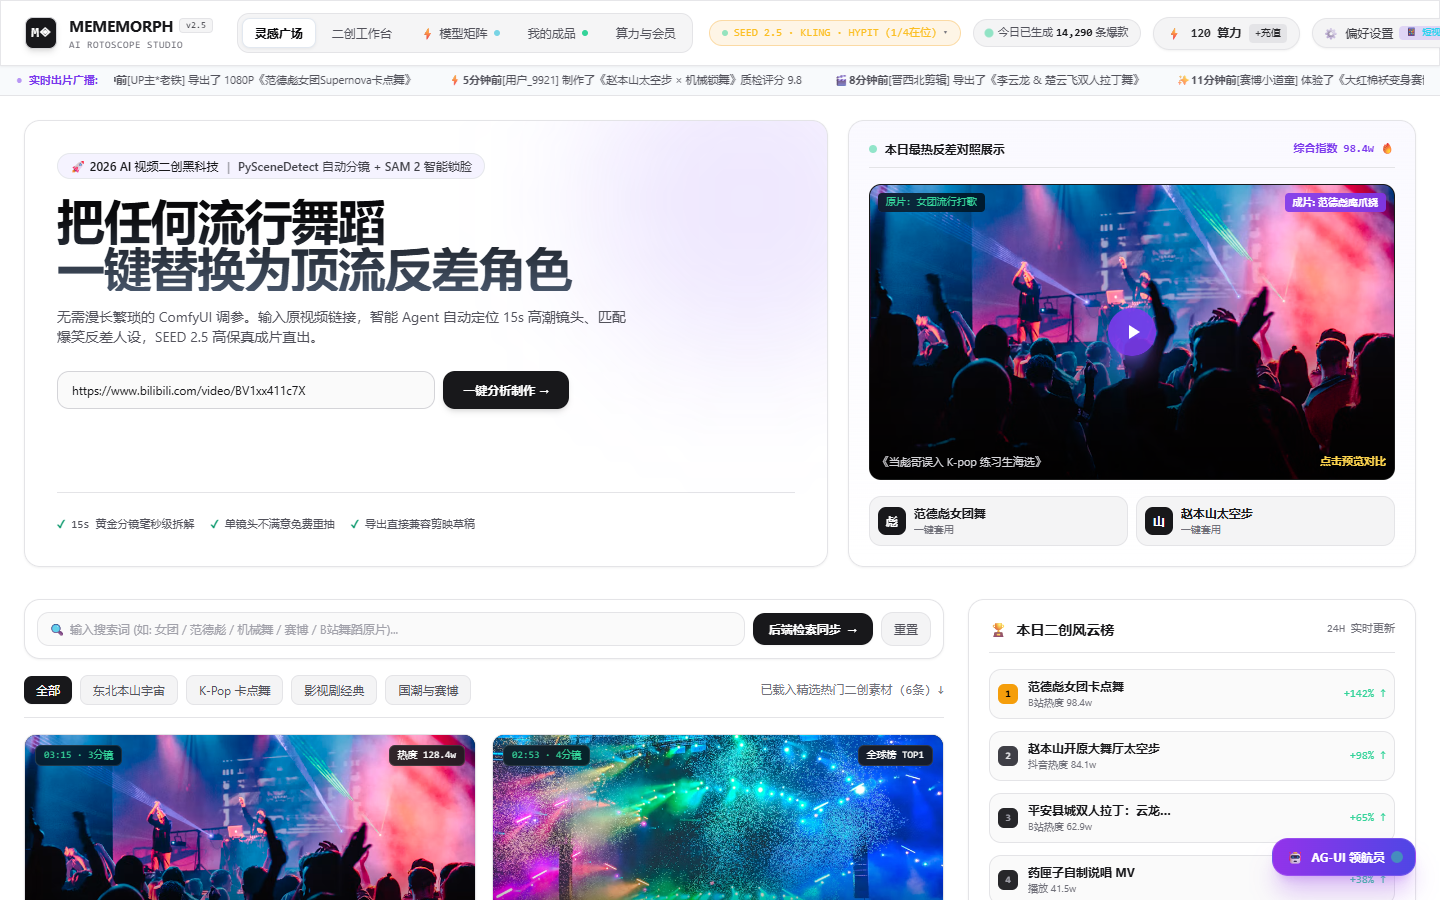 MEMEMORPH v2.5
AI ROTOSCOPE STUDIO
灵感广场
二创工作台
模型矩阵
我的成品
算力与会员
SEED 2.5 · KLING · HYPIT (1/4在位)
今日已生成 14,290 条爆款
120 算力
+充值
偏好设置
实时出片广播:
前[UP主*老铁] 导出了 1080P《范德彪女团Supernova卡点舞》
5分钟前[用户_9921] 制作了《赵本山太空步 × 机械锁舞》质检评分 9.8
8分钟前[晋西北剪辑] 导出了《李云龙 & 楚云飞双人拉丁舞》
11分钟前[赛博小道童] 体验了《大红棉袄变身赛
2026 AI 视频二创黑科技 | PySceneDetect 自动分镜 + SAM 2 智能锁脸
把任何流行舞蹈
一键替换为顶流反差角色
无需漫长繁琐的 ComfyUI 调参。输入原视频链接，智能 Agent 自动定位 15s 高潮镜头、匹配
爆笑反差人设，SEED 2.5 高保真成片直出。
https://www.bilibili.com/video/BV1xx411c7X
一键分析制作 →
✓ 15s 黄金分镜毫秒级拆解
✓ 单镜头不满意免费重抽
✓ 导出直接兼容剪映草稿
本日最热反差对照展示
综合指数 98.4w
原片: 女团流行打歌
成片: 范德彪鹰爪挠
《当彪哥误入 K-pop 练习生海选》
点击预览对比
彪
范德彪女团舞
一键套用
山
赵本山太空步
一键套用
输入搜索词 (如: 女团 / 范德彪 / 机械舞 / 赛博 / B站舞蹈原片)...
后端检索同步 →
重置
全部
东北本山宇宙
K-Pop 卡点舞
影视剧经典
国潮与赛博
已载入精选热门二创素材（6条）↓
03:15 · 3分镜
热度 128.4w
02:53 · 4分镜
全球榜 TOP1
本日二创风云榜
24H 实时更新
1
范德彪女团卡点舞
B站热度 98.4w
+142% ↑
2
赵本山开原大舞厅太空步
抖音热度 84.1w
+98% ↑
3
平安县城双人拉丁：云龙...
B站热度 62.9w
+65% ↑
4
药匣子自制说唱 MV
播放 41.5w
+38% ↑
AG-UI 领航员